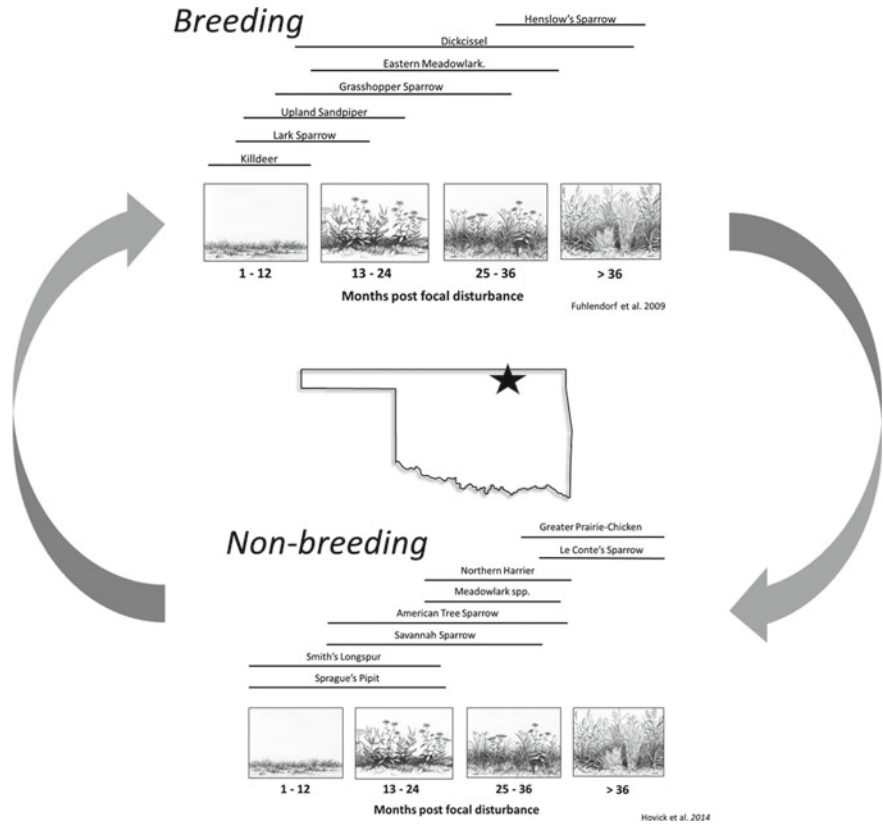 Breeding
Henslow's Sparrow
Dickcissel
Eastern Meadowlark.
Grasshopper Sparrow
Upland Sandpiper
Lark Sparrow
Killdeer
1 - 12
13 - 24
25 - 36
> 36
Months post focal disturbance
Fuhlendorf et al. 2009
Non-breeding
Greater Prairie-Chicken
Le Conte's Sparrow
Northern Harrier
Meadowlark spp.
American Tree Sparrow
Savannah Sparrow
Smith's Longspur
Sprague's Pipit
1 - 12
13 - 24
25 - 36
> 36
Months post focal disturbance
Hovick et al. 2014